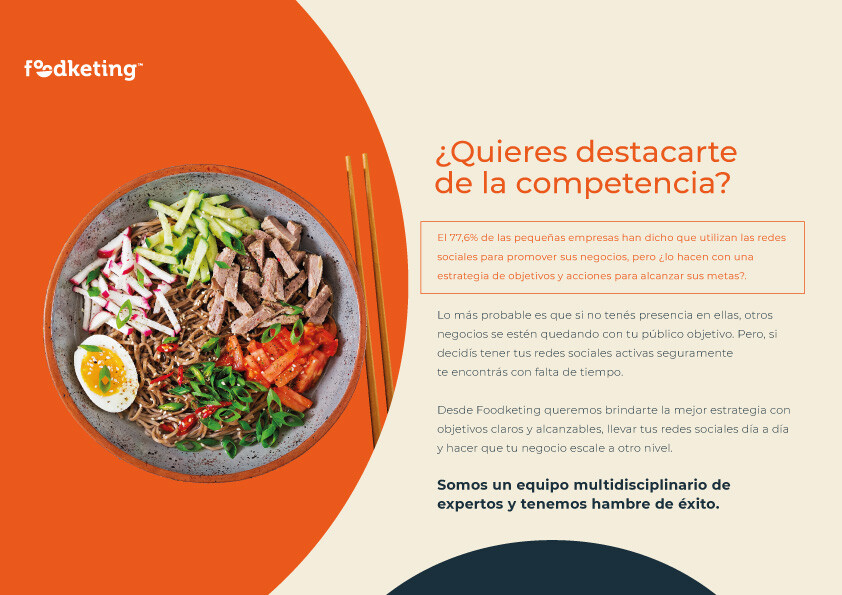 foodketing™
¿Quieres destacarte
de la competencia?
El 77,6% de las pequeñas empresas han dicho que utilizan las redes
sociales para promover sus negocios, pero ¿lo hacen con una
estrategia de objetivos y acciones para alcanzar sus metas?.
Lo más probable es que si no tenés presencia en ellas, otros
negocios se estén quedando con tu público objetivo. Pero, si
decidís tener tus redes sociales activas seguramente
te encontrás con falta de tiempo.
Desde Foodketing queremos brindarte la mejor estrategia con
objetivos claros y alcanzables, llevar tus redes sociales día a día
y hacer que tu negocio escale a otro nivel.
Somos un equipo multidisciplinario de
expertos y tenemos hambre de éxito.